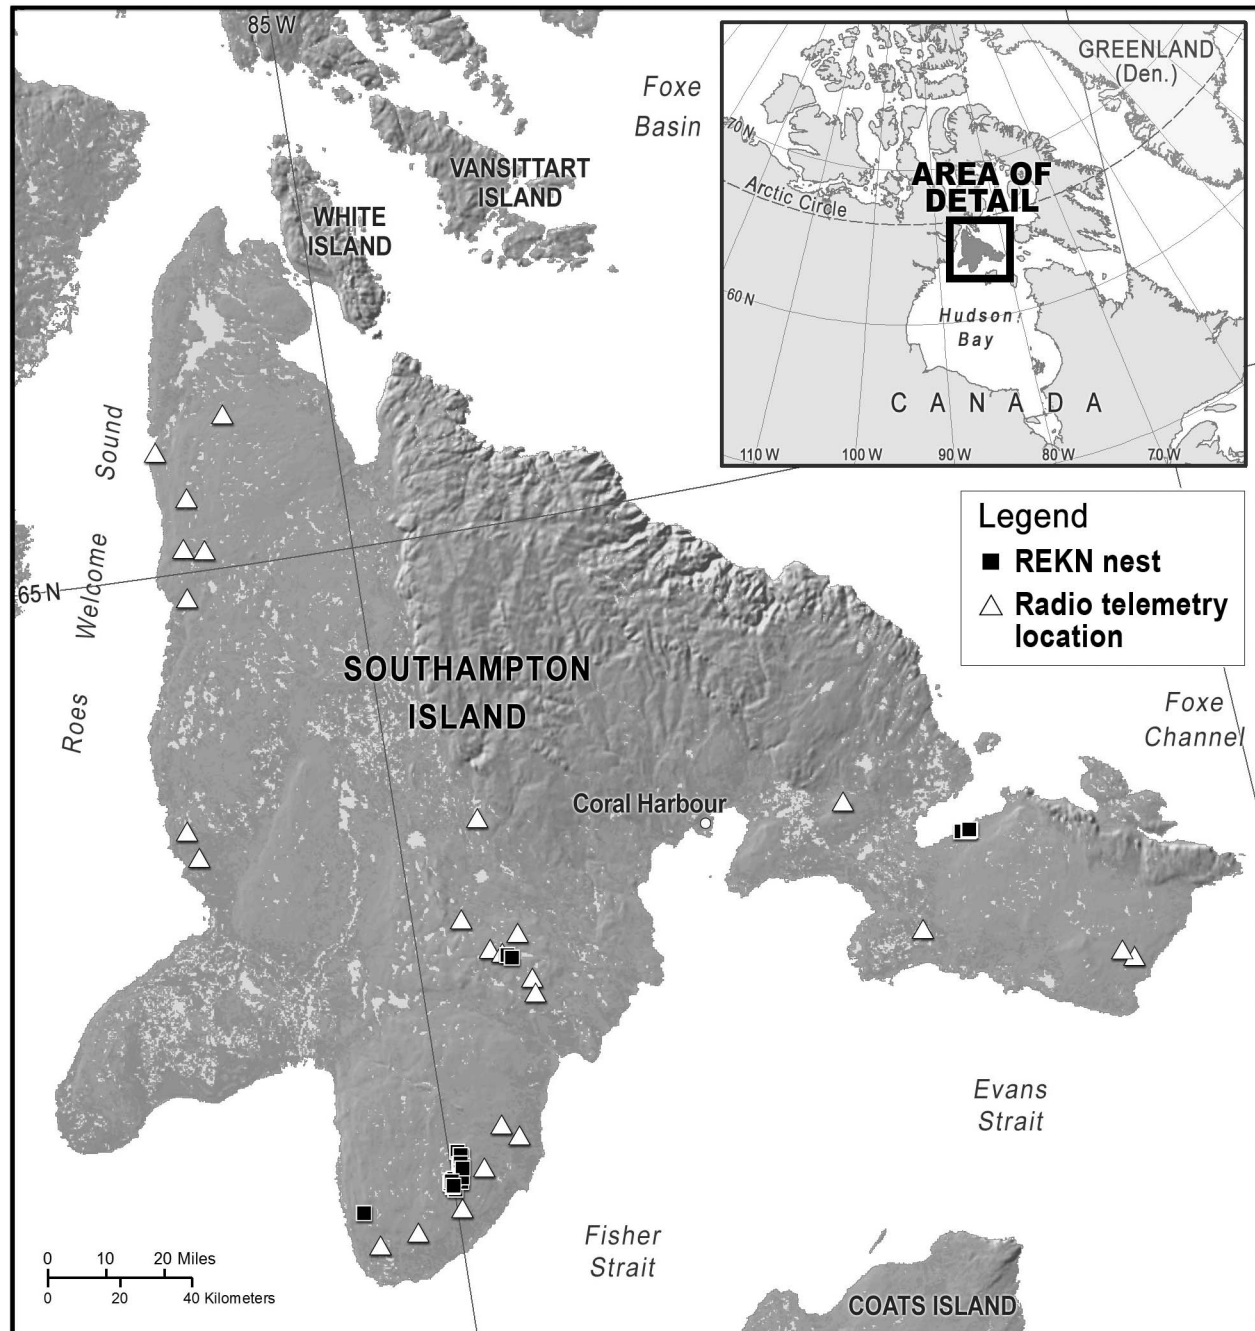 85 W
Foxe
Basin
VANSITTART
ISLAND
WHITE
ISLAND
GREENLAND
(Den.)
70 N
AREA OF
DETAIL
Arctic Circle
60 N
Hudson
Bay
C A N A D A
110 W
90 W
80 W
70 W
Legend
REKN nest
Radio telemetry
location
Roes Welcome Sound
65 N
SOUTHAMPTON
ISLAND
Foxe
Channel
Coral Harbour
Evans
Strait
Fisher
Strait
0 10 20 Miles
0 20 40 Kilometers
COATS ISLAND